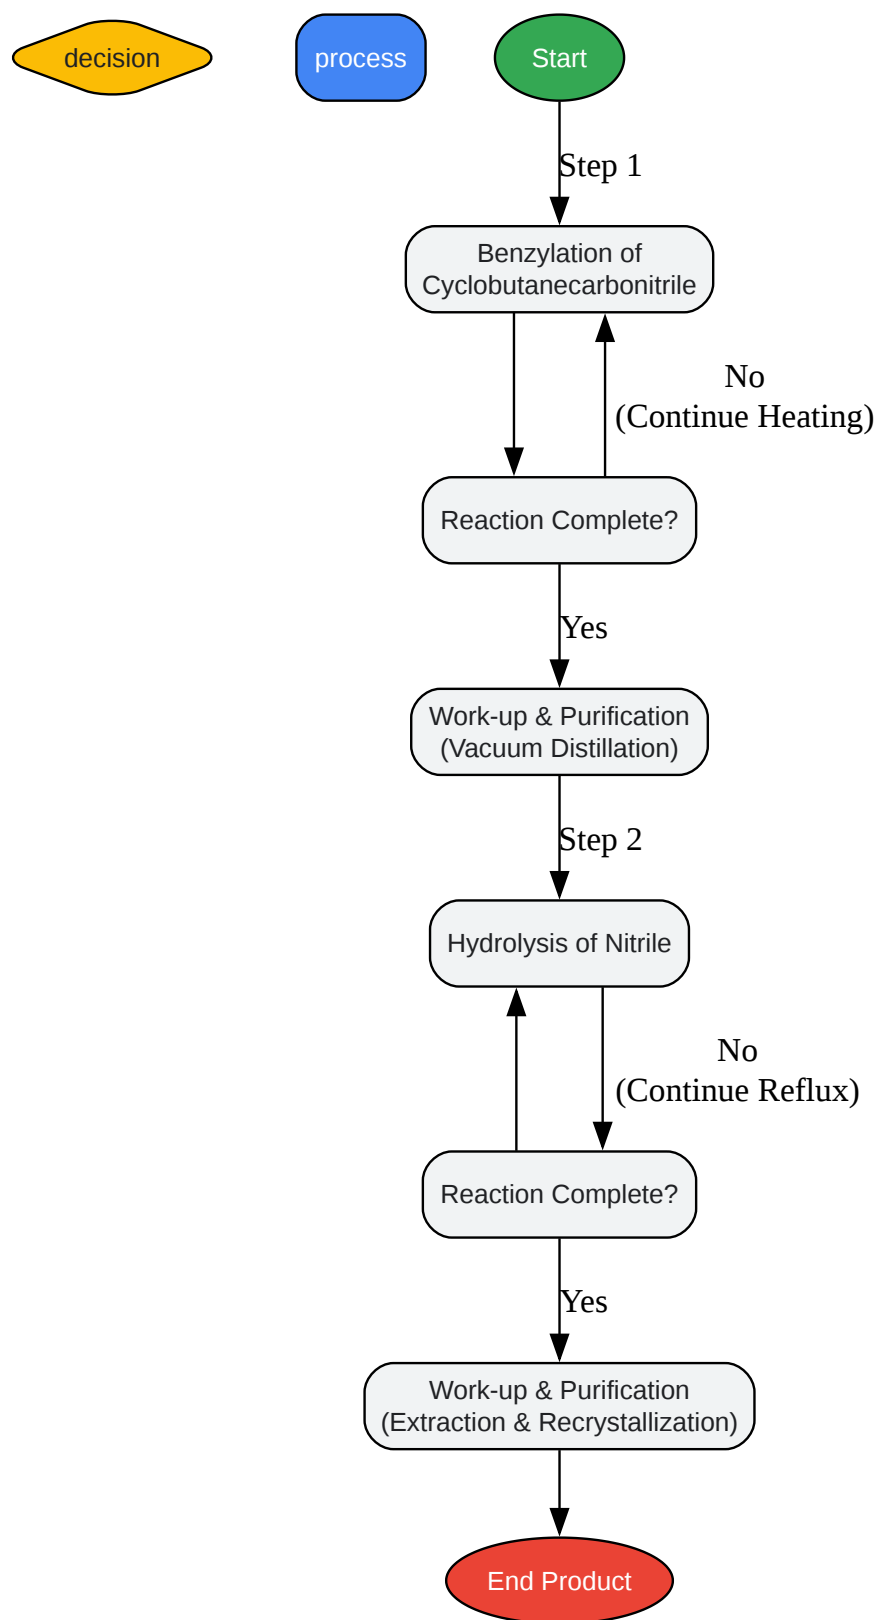 decision
process
Start
Step 1
Benzylation of
Cyclobutanecarbonitrile
No
(Continue Heating)
Reaction Complete?
Yes
Work-up & Purification
(Vacuum Distillation)
Step 2
Hydrolysis of Nitrile
No
(Continue Reflux)
Reaction Complete?
Yes
Work-up & Purification
(Extraction & Recrystallization)
End Product